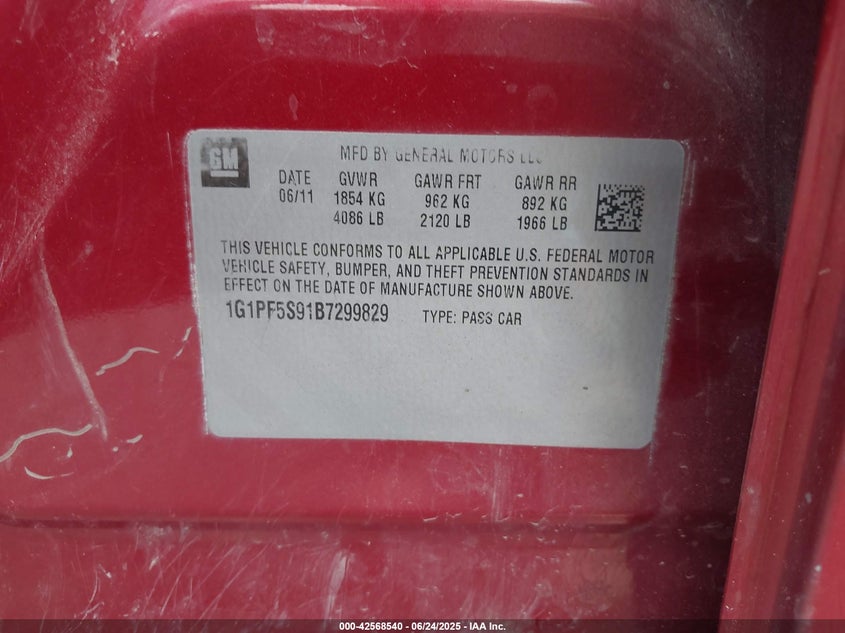 GM
MFD BY GENERAL MOTORS LLC
DATE GVWR GAWR FRT GAWR RR
06/11 1854 KG 962 KG 892 KG
4086 LB 2120 LB 1966 LB
THIS VEHICLE CONFORMS TO ALL APPLICABLE U.S. FEDERAL MOTOR
VEHICLE SAFETY, BUMPER, AND THEFT PREVENTION STANDARDS IN
EFFECT ON THE DATE OF MANUFACTURE SHOWN ABOVE.
1G1PF5S91B7299829 TYPE: PASS CAR
000-42568540 - 06/24/2025 - IAA Inc.